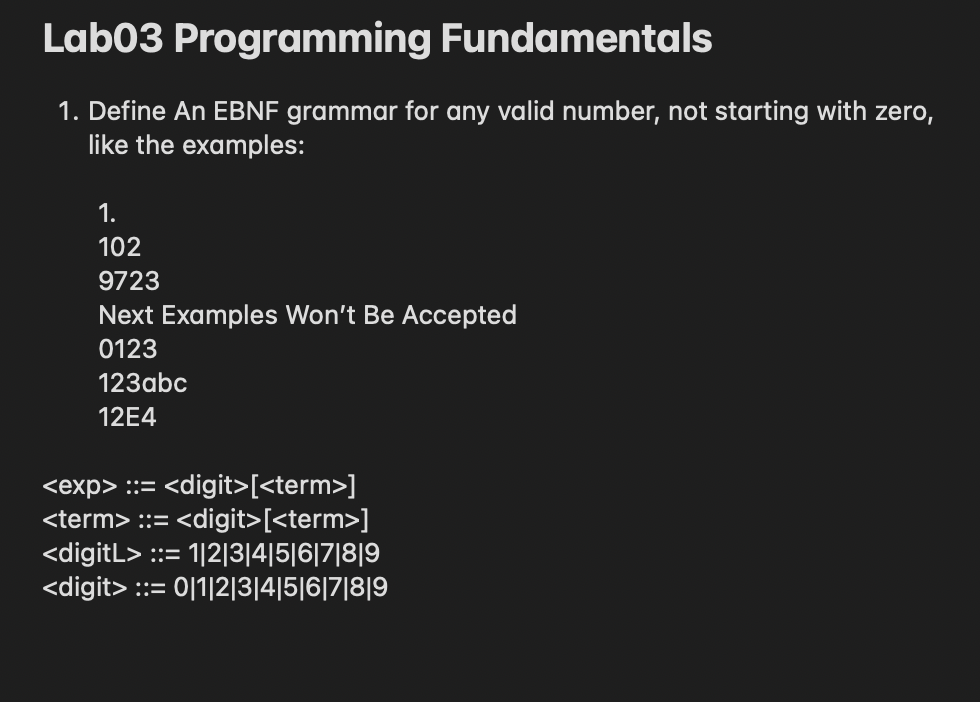 Lab03 Programming Fundamentals
1. Define An EBNF grammar for any valid number, not starting with zero,
like the examples:
1.
102
9723
Next Examples Won’t Be Accepted
0123
123abc
12E4
<exp> ::= <digit>[<term>]
<term> ::= <digit>[<term>]
<digitL> ::= 1|2|3|4|5|6|7|8|9
<digit> ::= 0|1|2|3|4|5|6|7|8|9